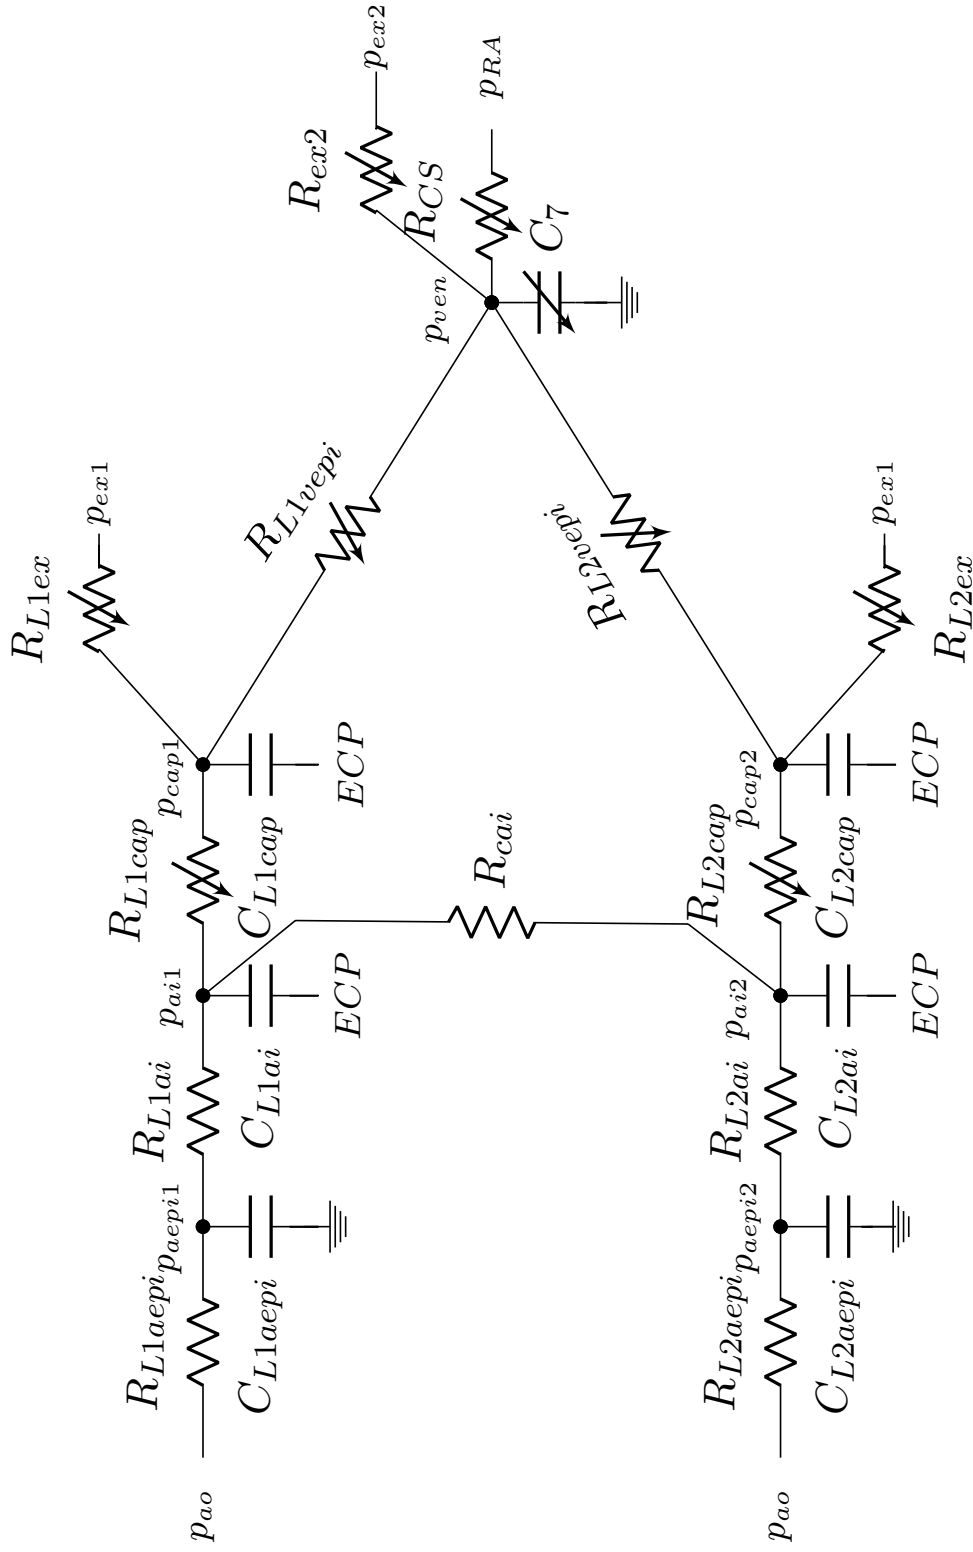 p_{ao}
R_{L1aepi}
C_{L1aepi}
p_{aepi1}
R_{L1ai}
C_{L1ai}
p_{ai1}
ECP
R_{L1cap}
C_{L1cap}
p_{cap1}
ECP
R_{L1ex}
p_{ex1}
R_{L1vepi}
R_{cai}
p_{ven}
R_{ex2}
p_{ex2}
R_{CS}
p_{RA}
C_7
p_{ao}
R_{L2aepi}
C_{L2aepi}
p_{aepi2}
R_{L2ai}
C_{L2ai}
p_{ai2}
ECP
R_{L2cap}
C_{L2cap}
p_{cap2}
ECP
R_{L2vepi}
R_{L2ex}
p_{ex1}